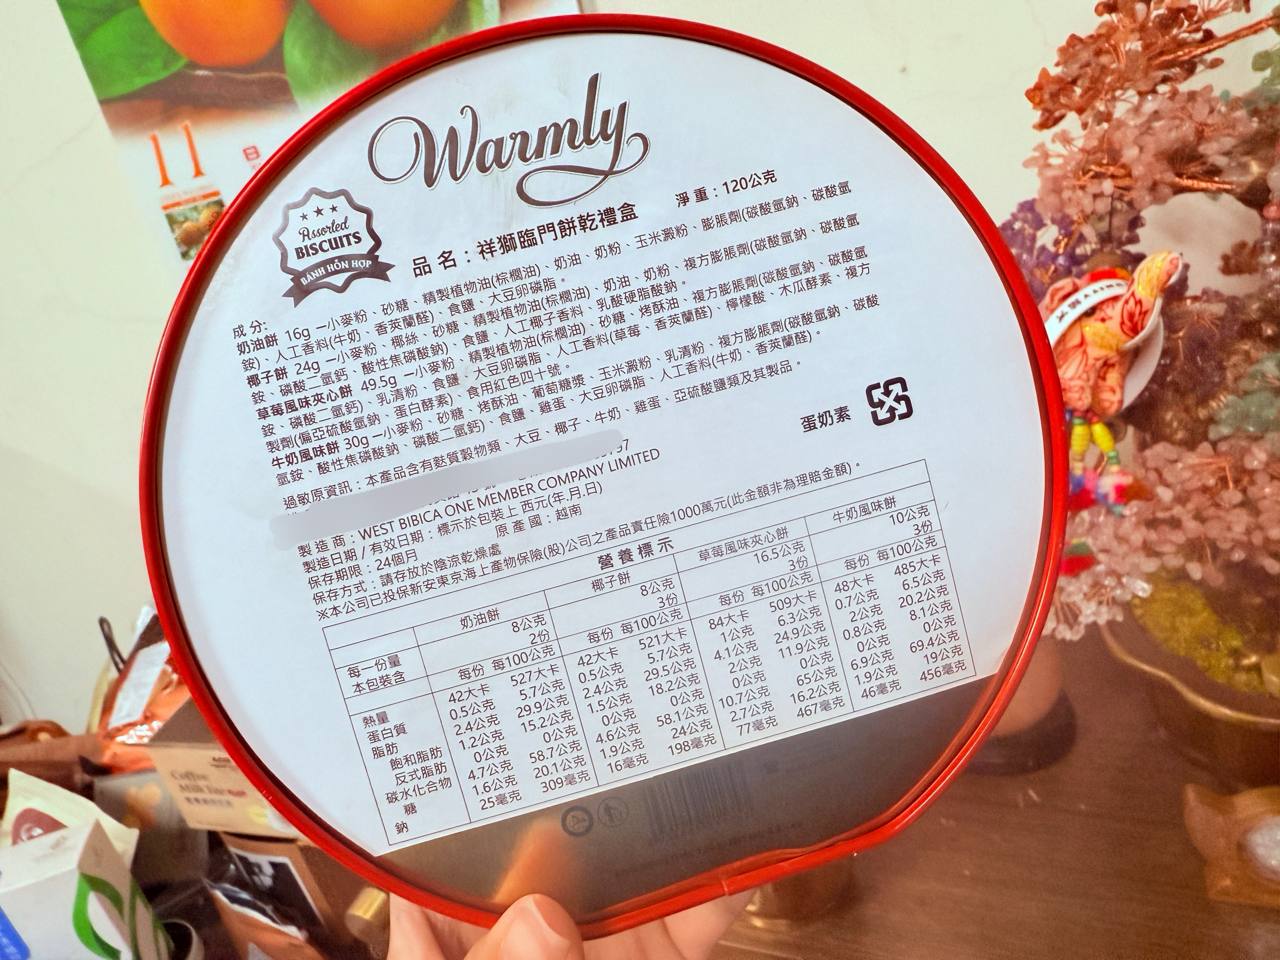 11
日
Warmly
Assorted
BISCUITS
BÁNH HỖN HỢP
品名：祥獅臨門餅乾禮盒
淨重：120公克
成分:
奶油餅 16g —小麥粉、砂糖、精製植物油(棕櫚油)、奶油、奶粉、玉米澱粉、膨脹劑(碳酸氫鈉、碳酸氫
銨)、人工香料(牛奶、香莢蘭醛)、食鹽、大豆卵磷脂。
椰子餅 24g —小麥粉、椰絲、砂糖、精製植物油(棕櫚油)、奶油、奶粉、複方膨脹劑(碳酸氫鈉、碳酸氫
銨、磷酸二氫鈣、酸性焦磷酸鈉)、食鹽、人工椰子香料、乳酸硬脂酸鈉。
草莓風味夾心餅 49.5g —小麥粉、精製植物油(棕櫚油)、砂糖、烤酥油、複方膨脹劑(碳酸氫鈉、碳酸氫
銨、磷酸二氫鈣)、乳清粉、食鹽、大豆卵磷脂、人工香料(草莓、香莢蘭醛)、檸檬酸、木瓜酵素、複方
製劑(偏亞硫酸氫鈉、蛋白酵素)、食用紅色四十號。
牛奶風味餅 30g —小麥粉、砂糖、烤酥油、葡萄糖漿、玉米澱粉、乳清粉、複方膨脹劑(碳酸氫鈉、碳酸
氫銨、酸性焦磷酸鈉、磷酸二氫鈣)、食鹽、雞蛋、大豆卵磷脂、人工香料(牛奶、香莢蘭醛)。
過敏原資訊：本產品含有麩質穀物類、大豆、椰子、牛奶、雞蛋、亞硫酸鹽類及其製品。
蛋奶素
製造商：WEST BIBICA ONE MEMBER COMPANY LIMITED
製造日期/有效日期：標示於包裝上 西元(年.月.日)
保存期限：24個月 原產國：越南
保存方式：請存放於陰涼乾燥處
※本公司已投保新安東京海上產物保險(股)公司之產品責任險1000萬元(此金額非為理賠金額)。
營養標示
奶油餅 椰子餅 草莓風味夾心餅 牛奶風味餅
每一份量 8公克 8公克 16.5公克 10公克
本包裝含 2份 3份 3份 3份
每份 每100公克 每份 每100公克 每份 每100公克 每份 每100公克
熱量 42大卡 527大卡 42大卡 521大卡 84大卡 509大卡 48大卡 485大卡
蛋白質 0.5公克 5.7公克 0.5公克 5.7公克 1公克 6.3公克 0.7公克 6.5公克
脂肪 2.4公克 29.9公克 2.4公克 29.5公克 4.1公克 24.9公克 2公克 20.2公克
飽和脂肪 1.2公克 15.2公克 1.5公克 18.2公克 2公克 11.9公克 0.8公克 8.1公克
反式脂肪 0公克 0公克 0公克 0公克 0公克 0公克 0公克 0公克
碳水化合物 4.7公克 58.7公克 4.6公克 58.1公克 10.7公克 65公克 6.9公克 69.4公克
糖 1.6公克 20.1公克 1.9公克 24公克 2.7公克 16.2公克 1.9公克 19公克
鈉 25毫克 309毫克 16毫克 198毫克 77毫克 467毫克 46毫克 456毫克
Coffee
Milk Tea